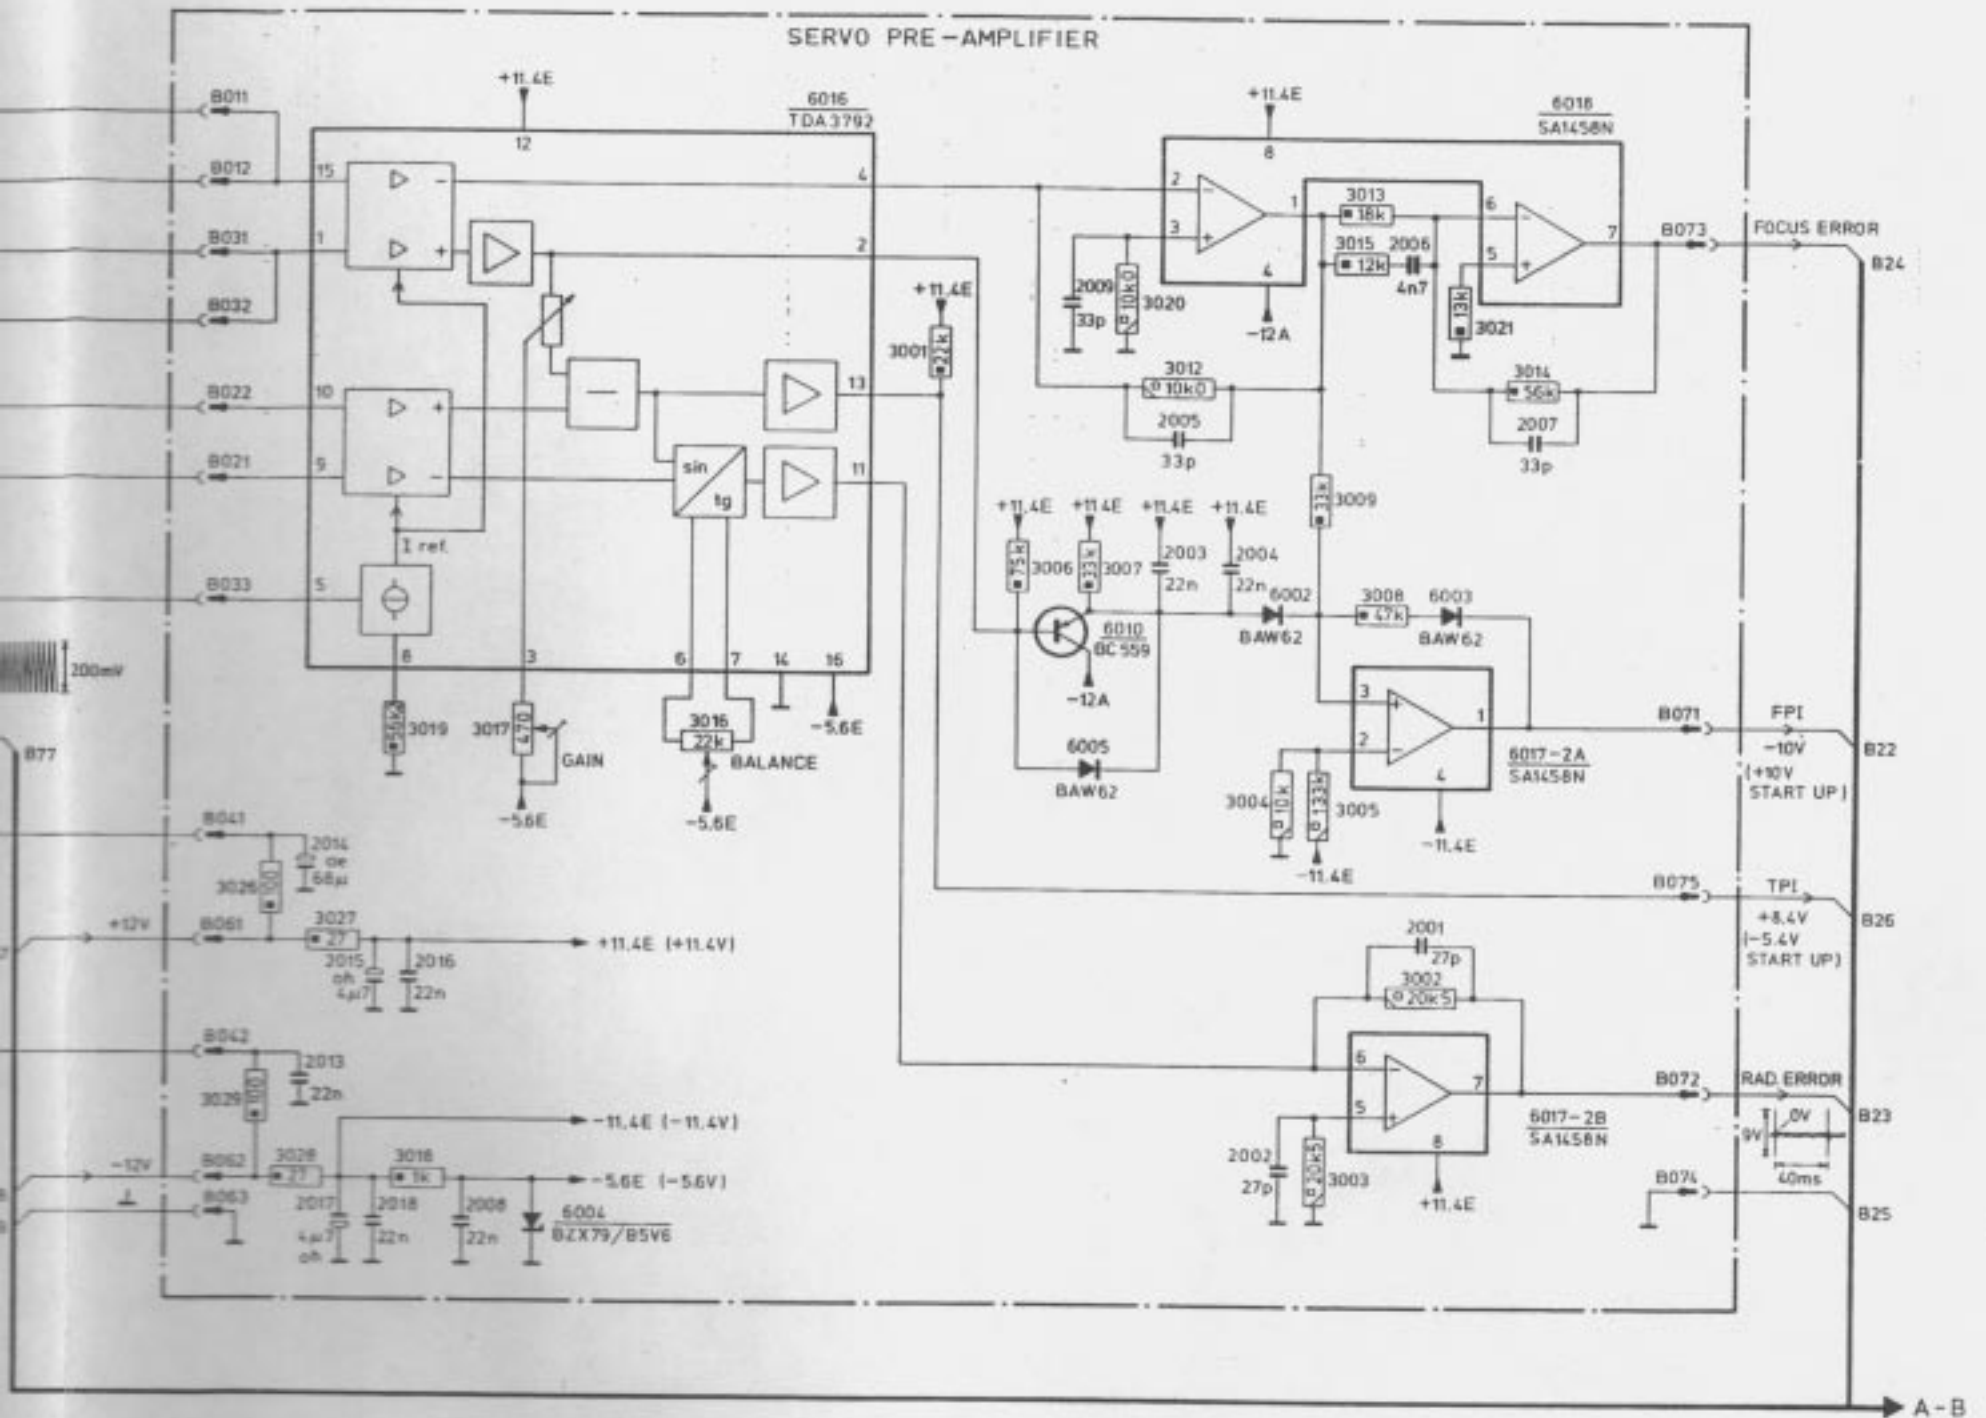 SERVO PRE-AMPLIFIER
B011
B012
B031
B032
B022
B021
B033
+11.4E
12
6016
TDA3792
15
1
10
9
5
4
2
13
11
-
+
+
-
sin
tg
I ref.
8
3
6
7
14
16
-5.6E
3019
3017
470
GAIN
-5.6E
3016
22k
BALANCE
-5.6E
200mV
B77
+11.4E
3001
22k
+11.4E
8
6018
SA1458N
2
3
1
4
-12A
2009
33p
10k0
3020
3013
18k
3015
12k
2006
4n7
6
5
7
13k
3021
3012
10k0
2005
33p
3014
56k
2007
33p
B073
FOCUS ERROR
B24
33k
3009
+11.4E
+11.4E
+11.4E
+11.4E
75k
3006
33k
3007
2003
22n
2004
22n
6002
BAW62
3008
47k
6003
BAW62
6010
BC559
-12A
6005
BAW62
3
2
1
4
6017-2A
SA1458N
-11.4E
3004
10k
133k
3005
-11.4E
B071
FPI
-10V
(+10V
START UP)
B22
B075
TPI
+8.4V
(-5.4V
START UP)
B26
B041
3026
100
2014
68μ
+12V
B061
3027
27
2015
4μ7
2016
22n
+11.4E (+11.4V)
B042
3029
100
2013
22n
-11.4E (-11.4V)
-12V
B062
3028
27
3018
1k
-5.6E (-5.6V)
B063
2017
4μ7
2018
22n
2008
22n
6004
BZX79/B5V6
2001
27p
3002
20k5
6
5
7
8
6017-2B
SA1458N
+11.4E
2002
27p
20k5
3003
B072
RAD. ERROR
B23
0V
9V
40ms
B074
B25
A-B